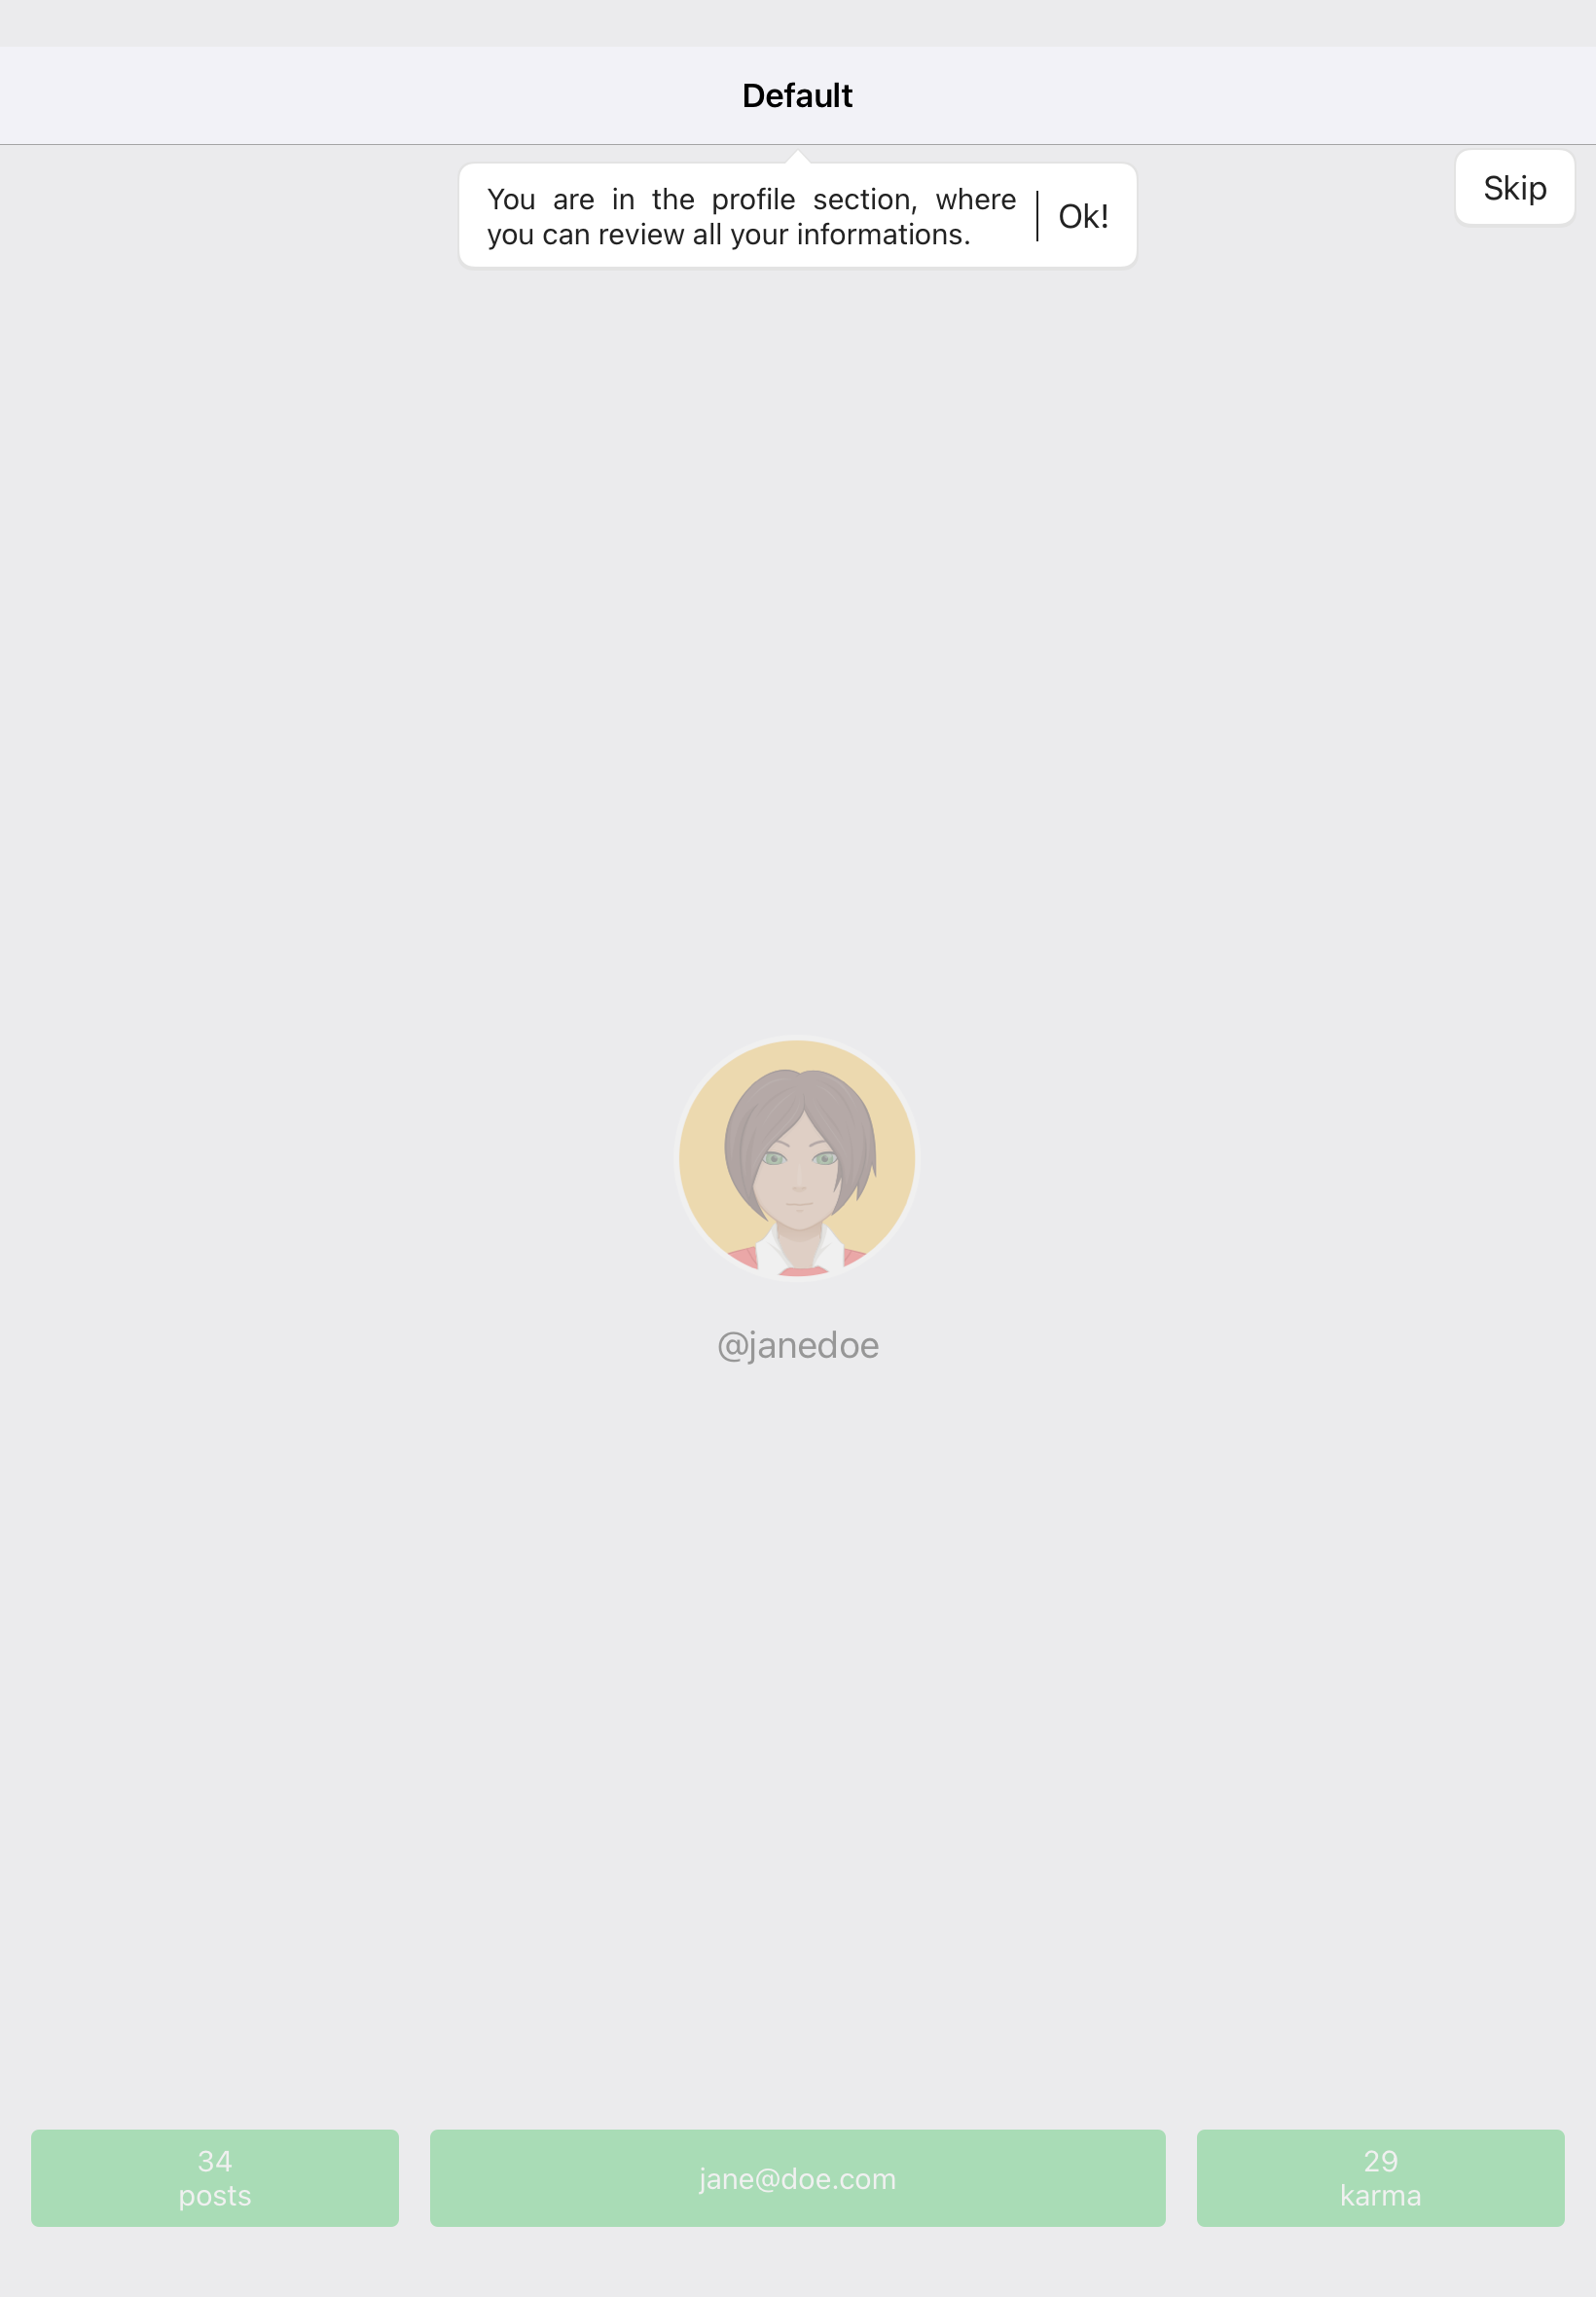 Default
You are in the profile section, where
you can review all your informations.
Ok!
Skip
@janedoe
34
posts
jane@doe.com
29
karma